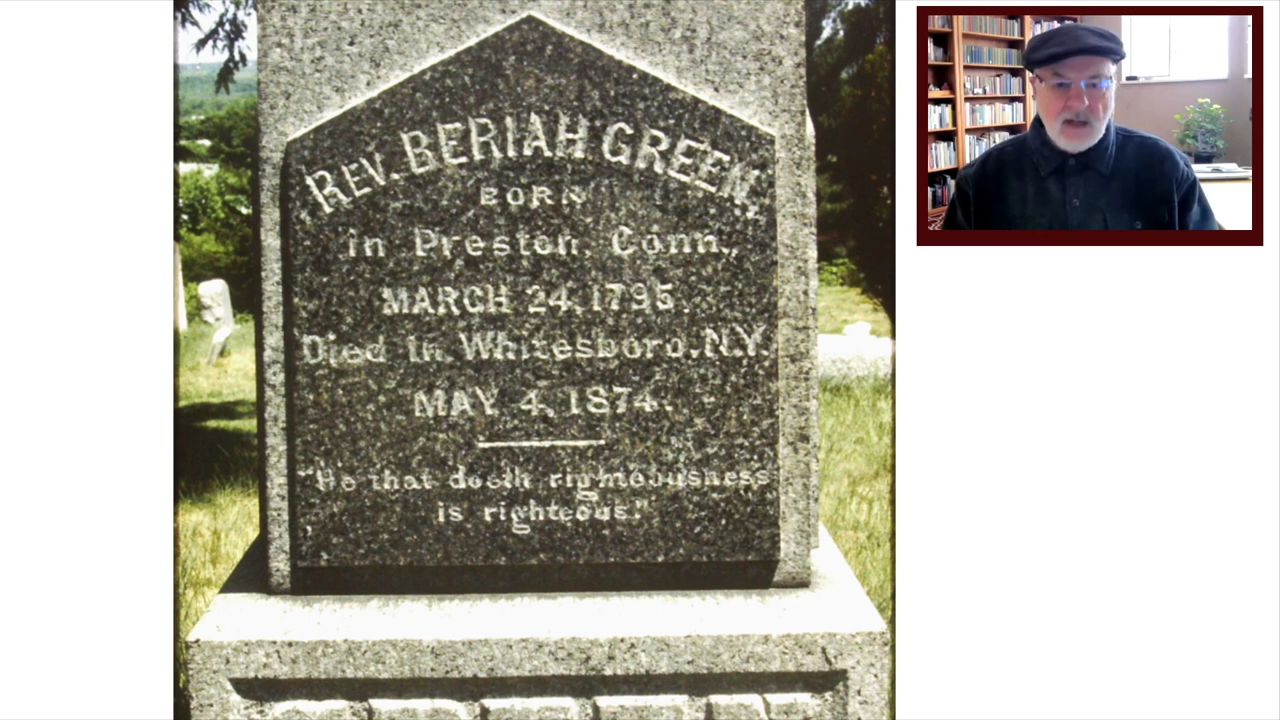 REV. BERIAH GREEN,
BORN
in Preston, Conn.,
MARCH 24, 1795.
Died in Whitesboro, N.Y.
MAY 4, 1874.
"He that doeth righteousness
is righteous."